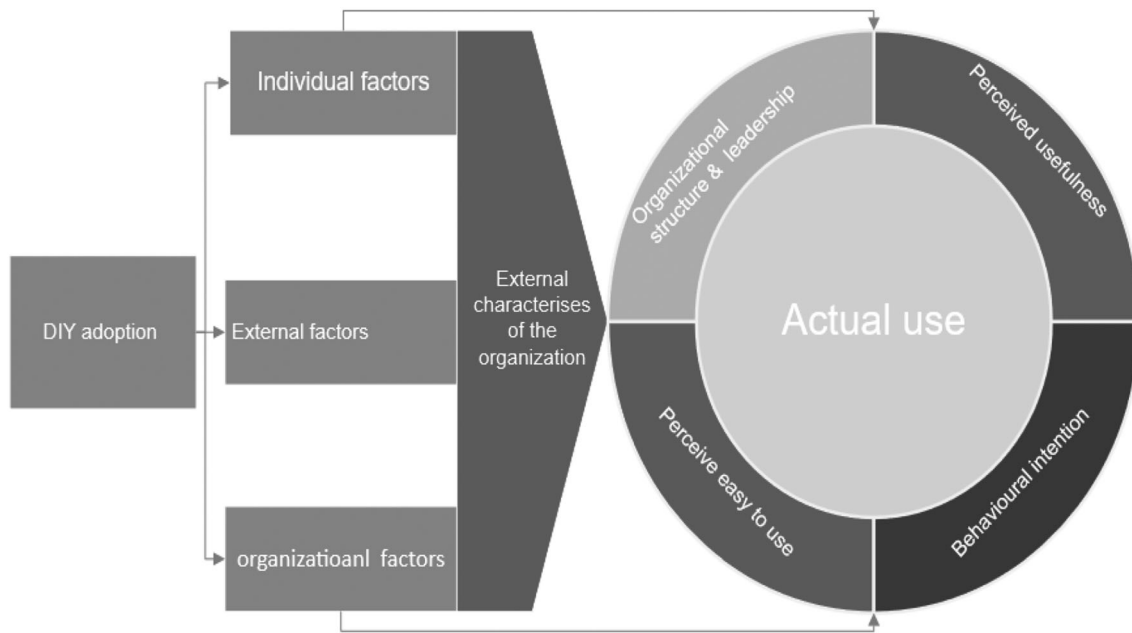 Individual factors
DIY adoption
External factors
organizatioanl  factors
External
characterises
of the
organization
Organizational
structure &  leadership
Perceived usefulness
Actual use
Perceive easy to use
Behavioural intention